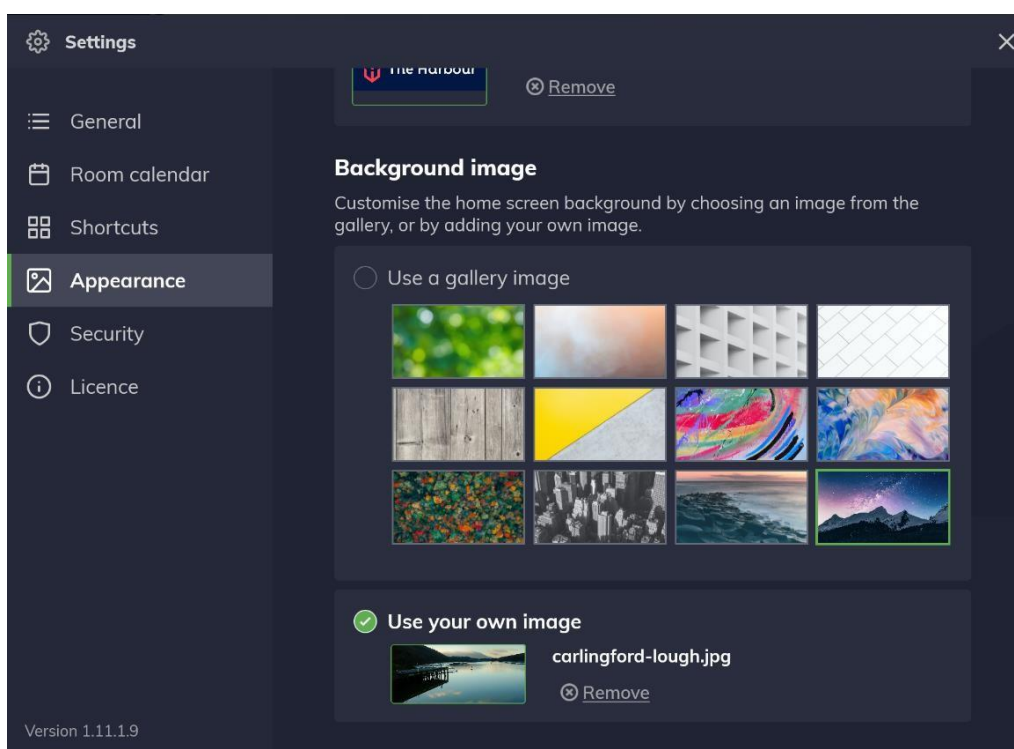 Settings
The Harbour
Remove
General
Room calendar
Shortcuts
Appearance
Security
Licence
Background image
Customise the home screen background by choosing an image from the
gallery, or by adding your own image.
Use a gallery image
Use your own image
carlingford-lough.jpg
Remove
Version 1.11.1.9